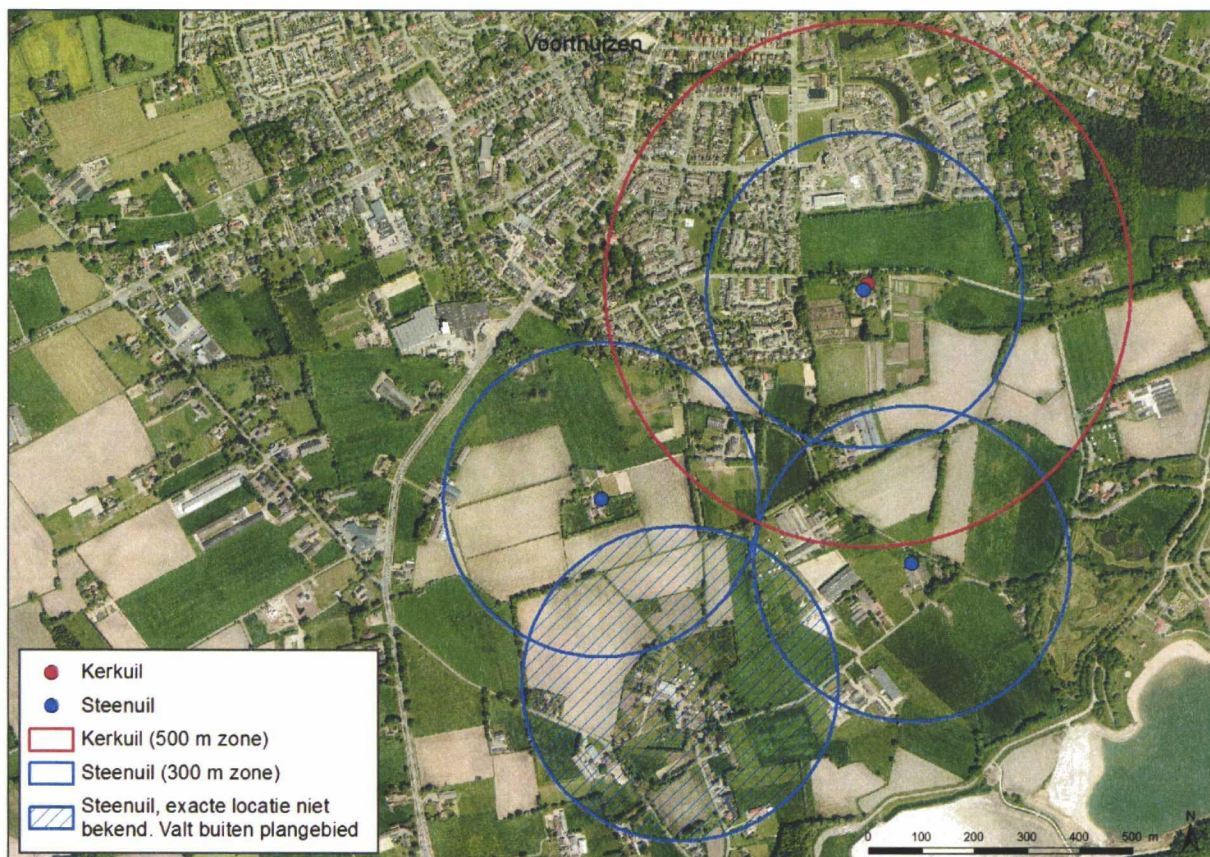 Voorthuizen
Kerkuil
Steenuil
Kerkuil (500 m zone)
Steenuil (300 m zone)
Steenuil, exacte locatie niet
bekend. Valt buiten plangebied
N
0 100 200 300 400 500 m